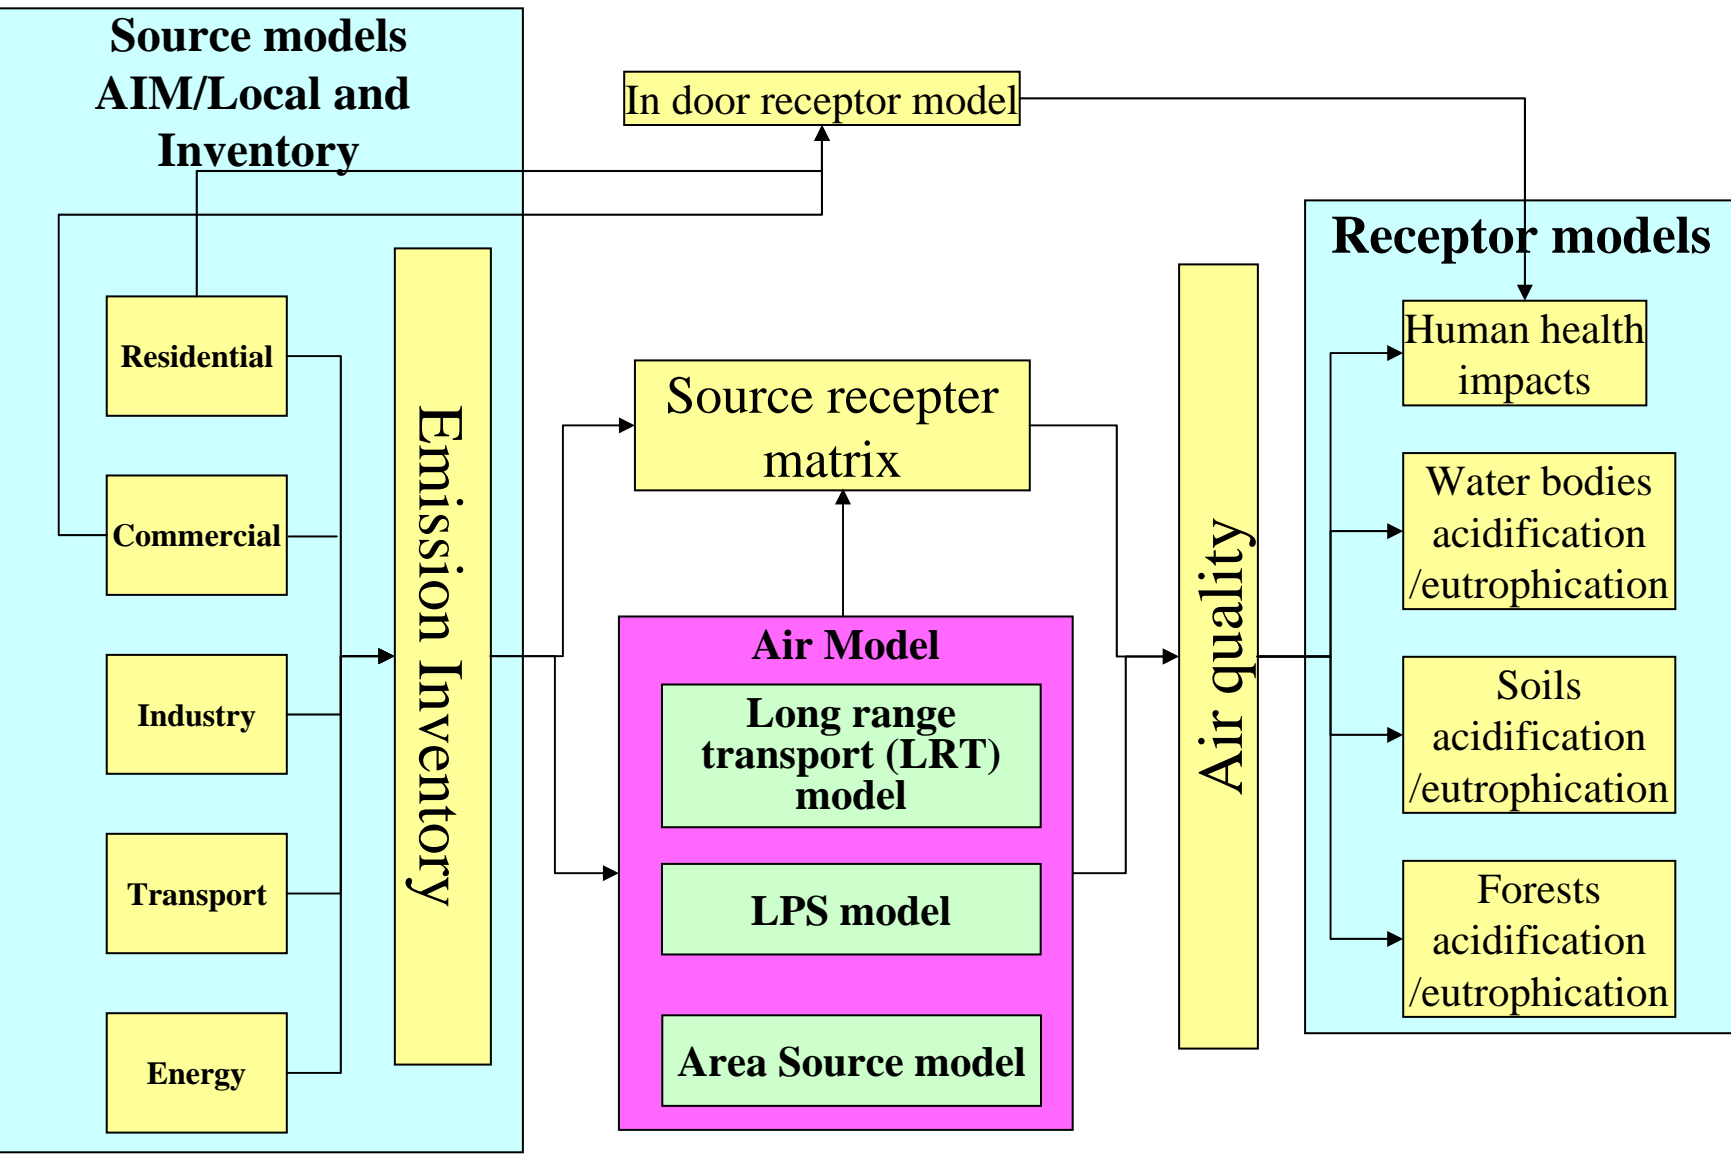 Source models
AIM/Local and
Inventory
In door receptor model
Receptor models
Residential
Commercial
Industry
Transport
Energy
Emission Inventory
Source recepter
matrix
Air Model
Long range
transport (LRT)
model
LPS model
Area Source model
Air quality
Human health
impacts
Water bodies
acidification
/eutrophication
Soils
acidification
/eutrophication
Forests
acidification
/eutrophication